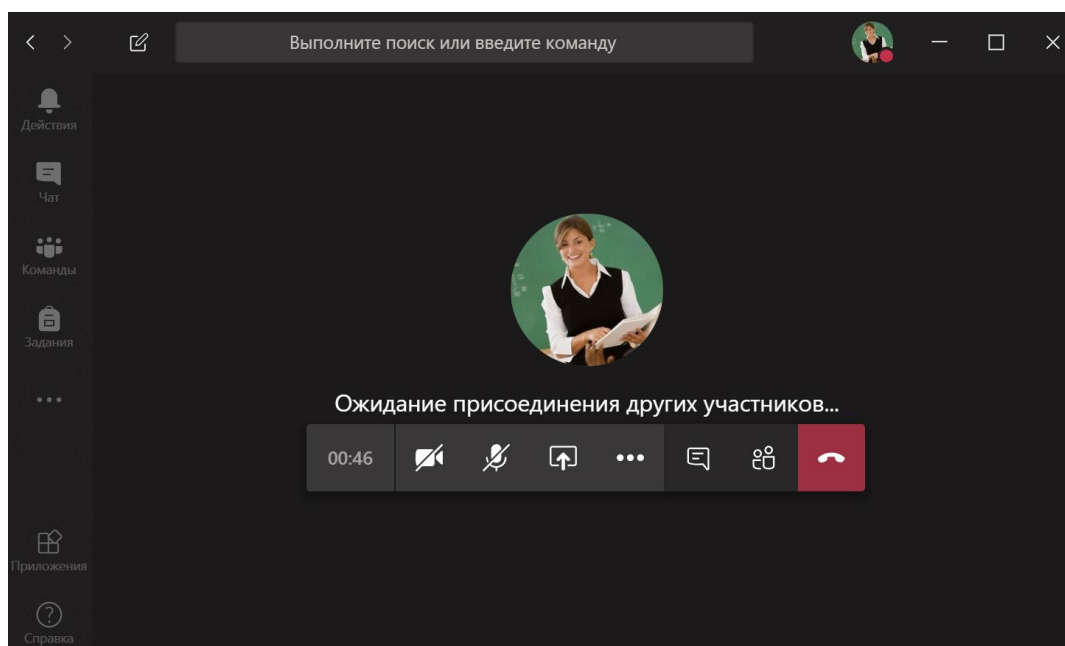 Выполните поиск или введите команду
Действия
Чат
Команды
Задания
Ожидание присоединения других участников...
00:46
Приложения
Справка